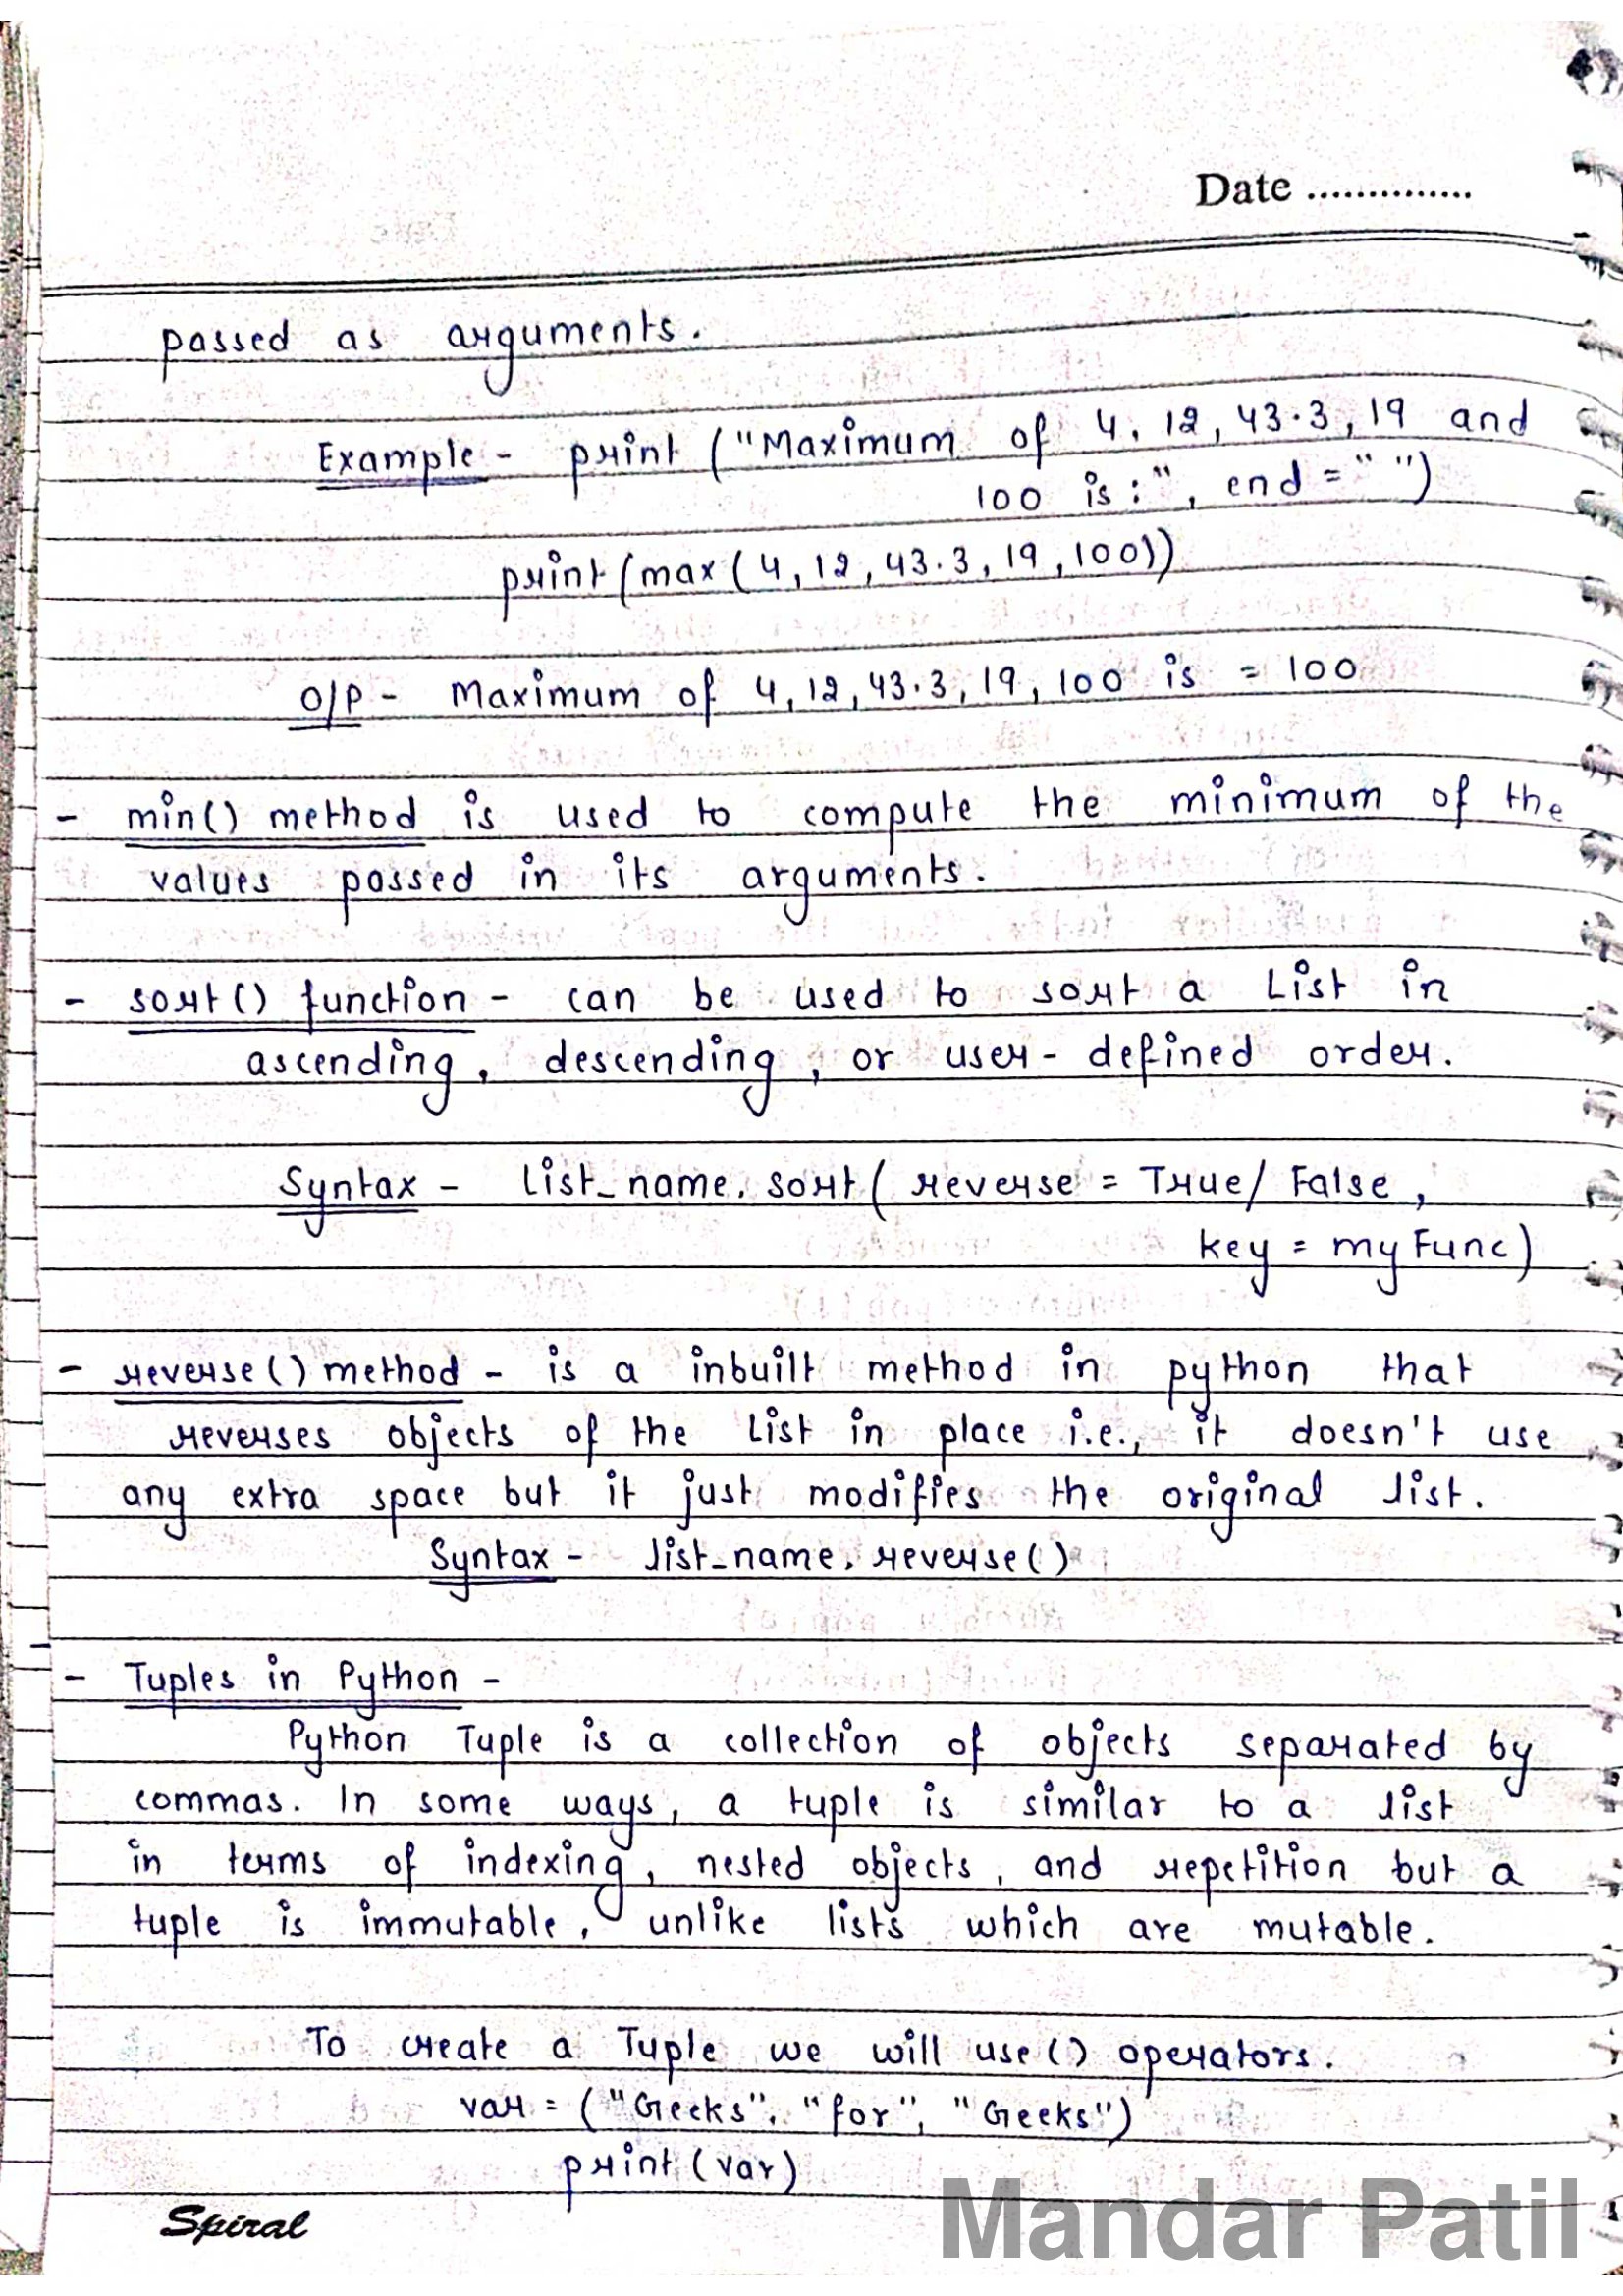 Date ..............
passed as arguments.
Example - print ("Maximum of 4, 12, 43.3, 19 and
100 is :", end = " ")
print (max (4, 12, 43.3, 19, 100))
O/P - Maximum of 4, 12, 43.3, 19, 100 is = 100
- min() method is used to compute the minimum of the
values passed in its arguments.
- sort() function - can be used to sort a List in
ascending, descending, or user-defined order.
Syntax - List_name. sort( reverse = True/ False,
key = myFunc)
- reverse() method - is a inbuilt method in python that
reverses objects of the List in place i.e., it doesn't use
any extra space but it just modifies the original list.
Syntax - list_name. reverse()
- Tuples in Python -
Python Tuple is a collection of objects separated by
commas. In some ways, a tuple is similar to a list
in terms of indexing, nested objects, and repetition but a
tuple is immutable, unlike lists which are mutable.
To create a Tuple we will use () operators.
var = ("Geeks", "for", "Geeks")
print (var)
Spiral
Mandar Patil